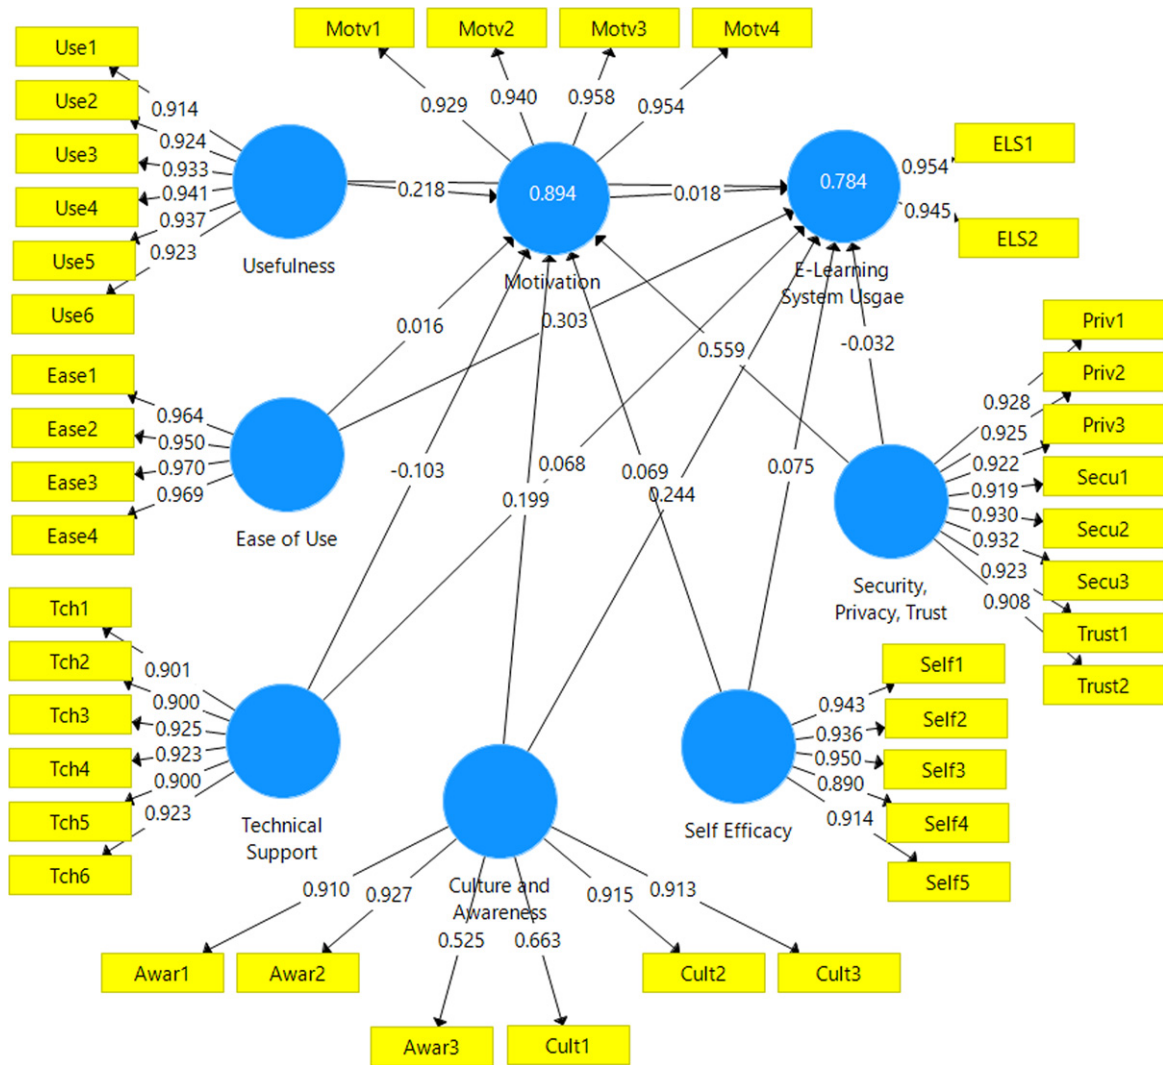 Motv1
Motv2
Motv3
Motv4
0.929
0.940
0.958
0.954
Use1
Use2
Use3
Use4
Use5
Use6
0.914
0.924
0.933
0.941
0.937
0.923
Usefulness
0.218
0.894
Motivation
0.018
0.784
E-Learning
System Usgae
0.954
0.945
ELS1
ELS2
0.016
0.303
0.559
-0.032
Ease1
Ease2
Ease3
Ease4
0.964
0.950
0.970
0.969
Ease of Use
-0.103
0.068
0.199
0.069
0.244
0.075
Priv1
Priv2
Priv3
Secu1
Secu2
Secu3
Trust1
Trust2
0.928
0.925
0.922
0.919
0.930
0.932
0.923
0.908
Security,
Privacy, Trust
Tch1
Tch2
Tch3
Tch4
Tch5
Tch6
0.901
0.900
0.925
0.923
0.900
0.923
Technical
Support
Self1
Self2
Self3
Self4
Self5
0.943
0.936
0.950
0.890
0.914
Self Efficacy
Culture and
Awareness
0.910
0.927
0.525
0.663
0.915
0.913
Awar1
Awar2
Awar3
Cult1
Cult2
Cult3